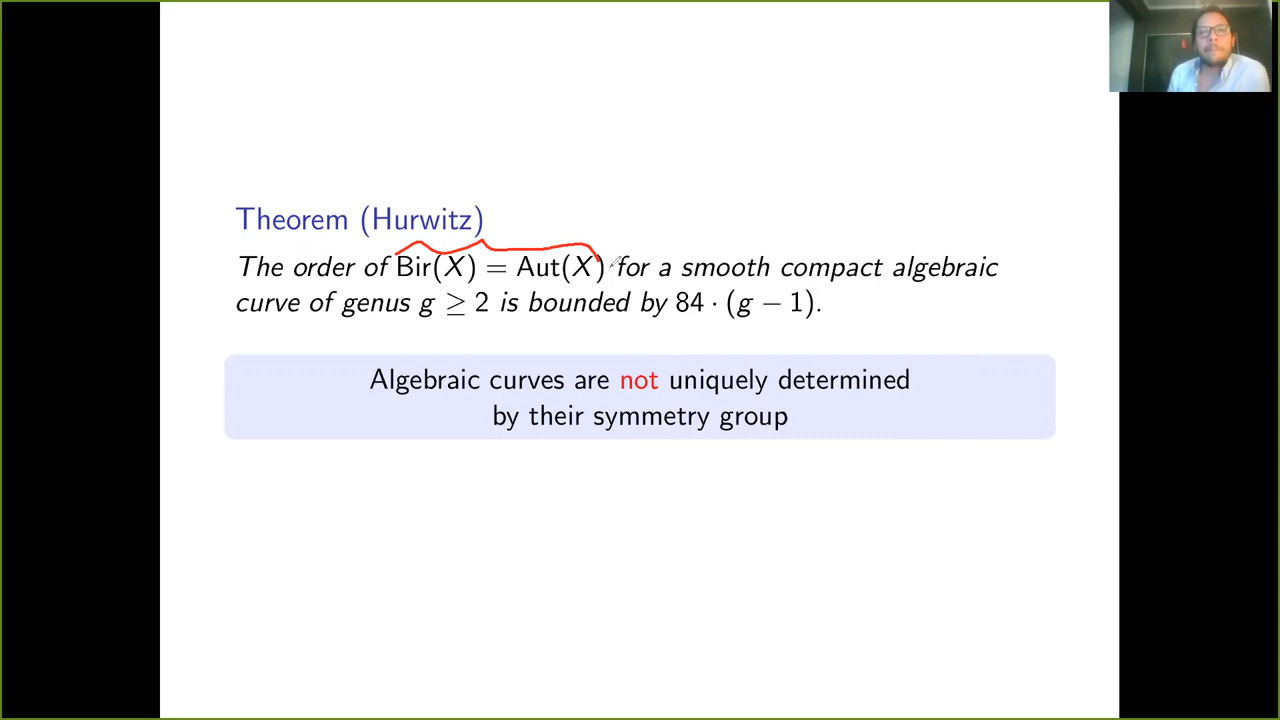 Theorem (Hurwitz)
The order of Bir(X) = Aut(X) for a smooth compact algebraic
curve of genus g ≥ 2 is bounded by 84 · (g − 1).
Algebraic curves are not uniquely determined
by their symmetry group